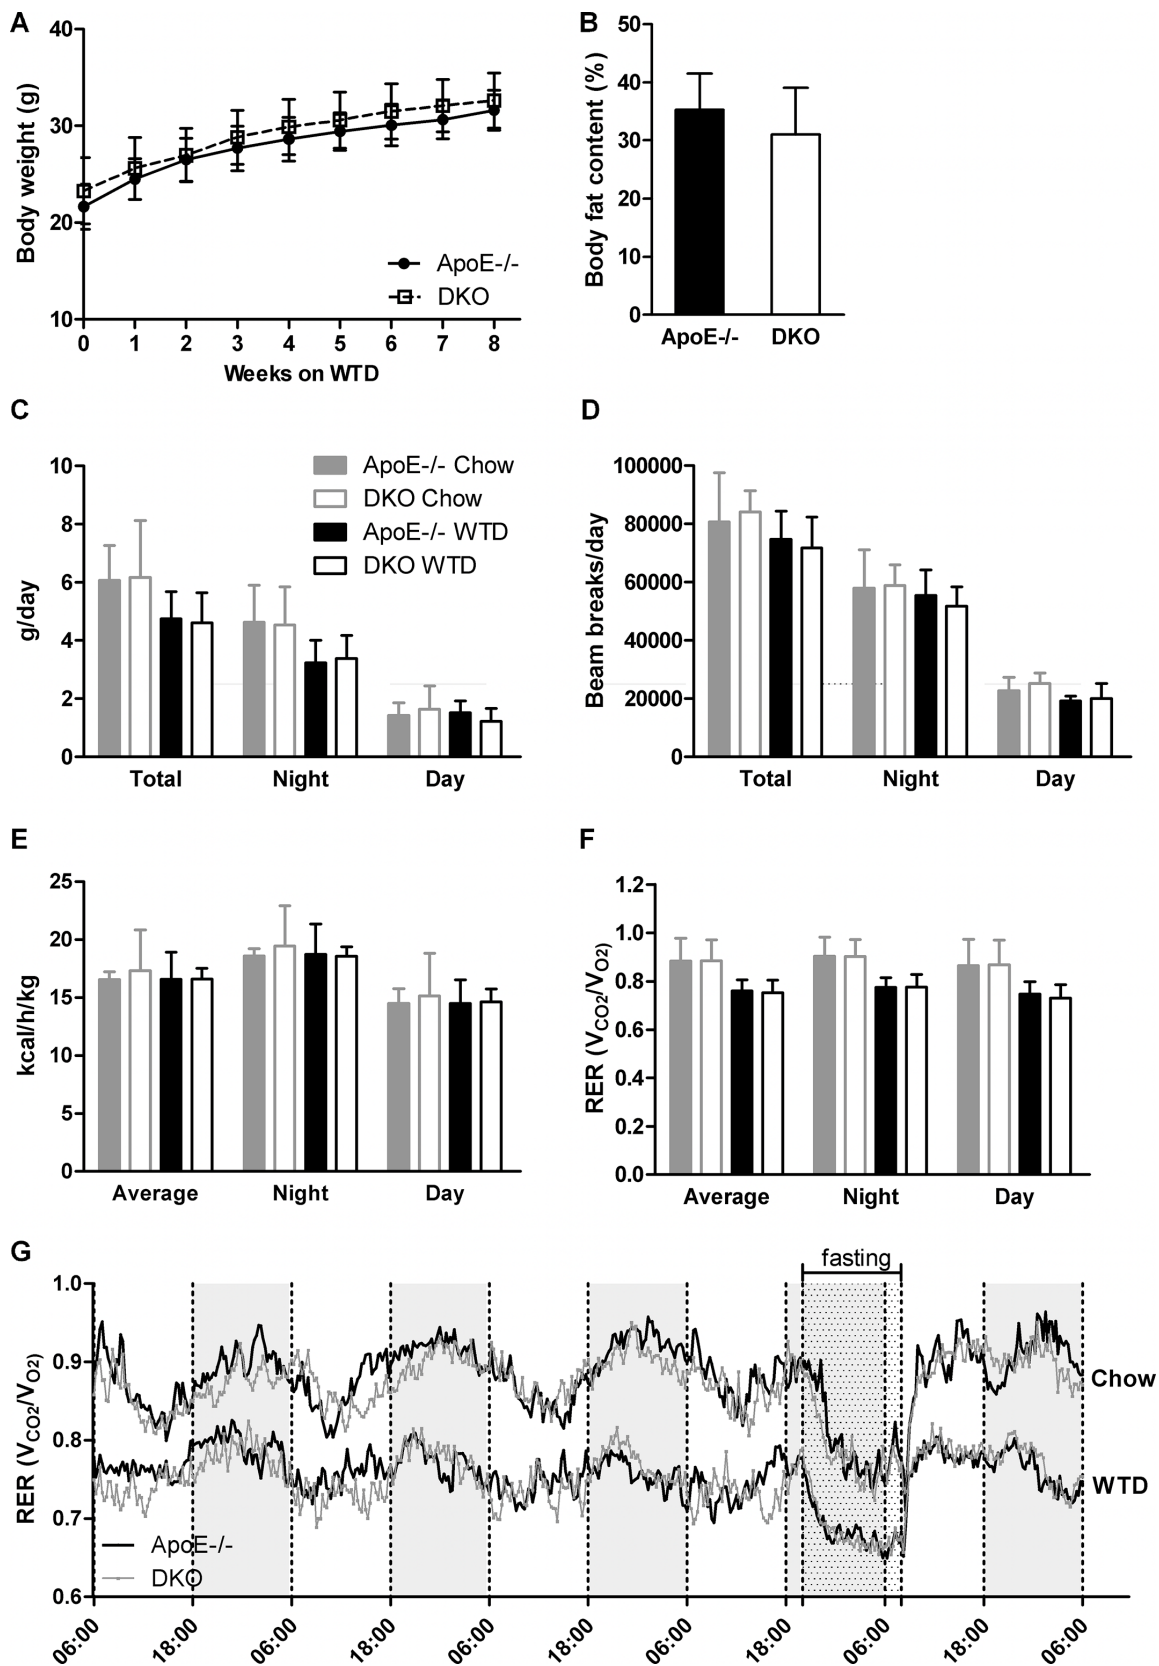 A
40
30
20
10
Body weight (g)
ApoE-/-
DKO
0 1 2 3 4 5 6 7 8
Weeks on WTD
B
50
40
30
20
10
0
Body fat content (%)
ApoE-/- DKO
C
10
8
6
4
2
0
g/day
ApoE-/- Chow
DKO Chow
ApoE-/- WTD
DKO WTD
Total Night Day
D
100000
80000
60000
40000
20000
0
Beam breaks/day
Total Night Day
E
25
20
15
10
5
0
kcal/h/kg
Average Night Day
F
1.2
1.0
0.8
0.6
0.4
0.2
0.0
RER (VCO2/VO2)
Average Night Day
G
fasting
1.0
0.9
0.8
0.7
0.6
RER (VCO2/VO2)
Chow
WTD
ApoE-/-
DKO
06:00 18:00 06:00 18:00 06:00 18:00 06:00 18:00 06:00 18:00 06:00